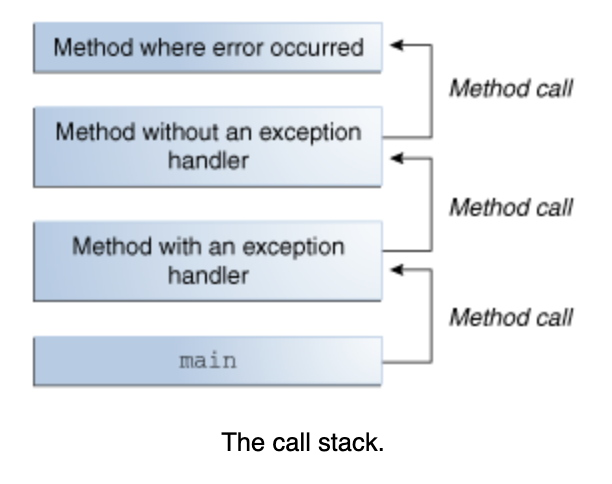 Method where error occurred
Method call
Method without an exception
handler
Method call
Method with an exception
handler
Method call
main
The call stack.